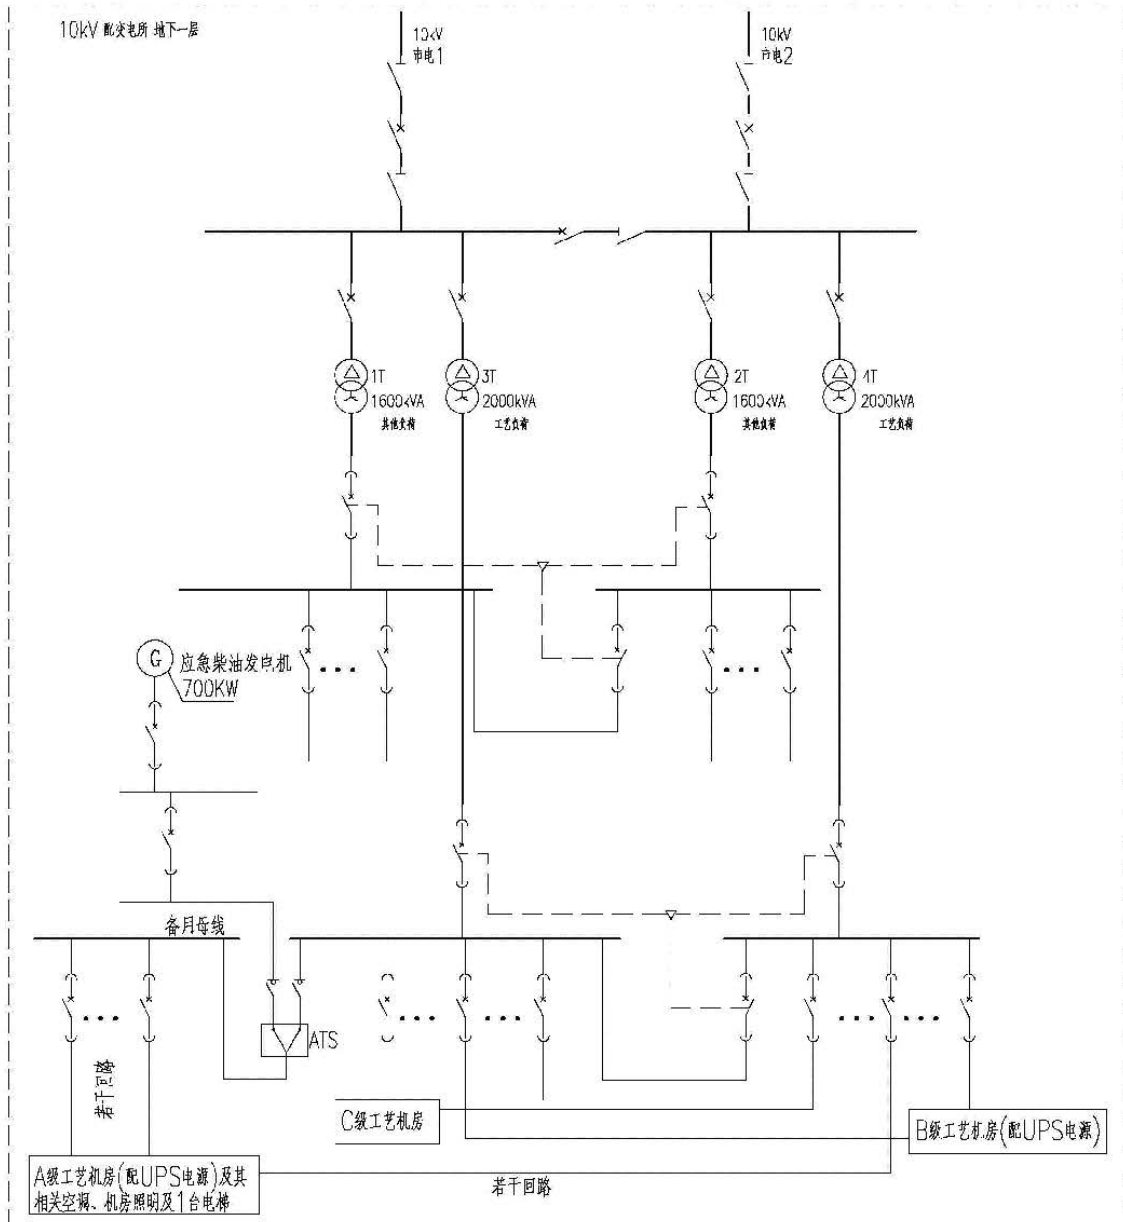 10kV 配变电所 地下一层
10kV
市电1
10kV
市电2
1T
1600kVA
其他负荷
3T
2000kVA
工艺负荷
2T
1600kVA
其他负荷
4T
2000kVA
工艺负荷
G
应急柴油发电机
700KW
备用母线
ATS
若干回路
C级工艺机房
B级工艺机房(配UPS电源)
A级工艺机房(配UPS电源)及其
相关空调、机房照明及1台电梯
若干回路